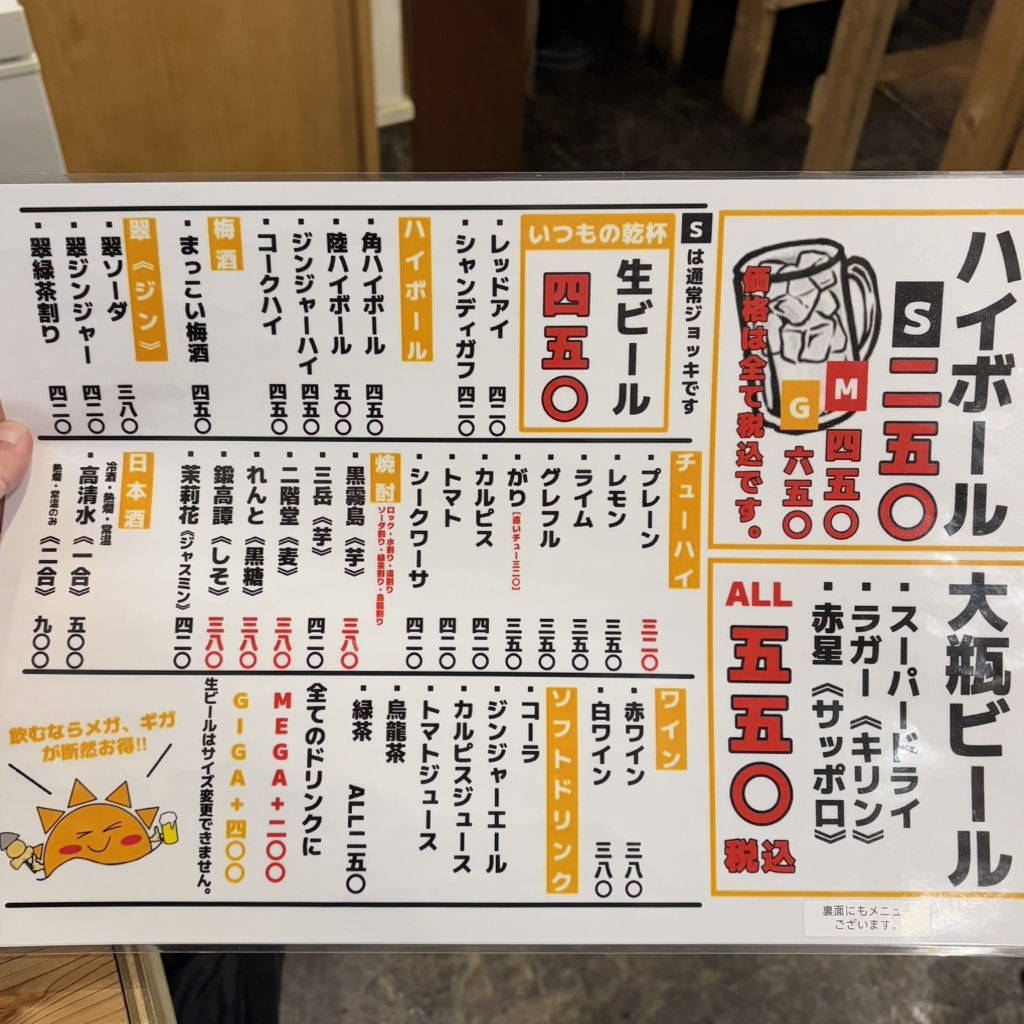 ハイボール
S 二五〇
M 四五〇
G 六五〇
価格は全て税込です。
大瓶ビール
・スーパードライ
・ラガー《キリン》
・赤星《サッポロ》
ALL 五五〇 税込
裏面にもメニュー
ございます。
Sは通常ジョッキです
いつもの乾杯
生ビール
四五〇
・レッドアイ 四二〇
・シャンディガフ 四二〇
ハイボール
・角ハイボール 四五〇
・陸ハイボール 五〇〇
・ジンジャーハイ 四五〇
・コークハイ 四五〇
梅酒
・まっこい梅酒 四五〇
翠《ジン》
・翠ソーダ 三八〇
・翠ジンジャー 四二〇
・翠緑茶割り 四二〇
チューハイ
・プレーン 三二〇
・レモン 三五〇
・ライム 三五〇
・グレフル 三五〇
・がり［追いチュー三二〇］ 三五〇
・カルピス 四二〇
・トマト 四二〇
・シークワーサ 四二〇
焼酎
ロック・水割り・湯割り
ソーダ割り・緑茶割り・烏龍割り
・黒霧島《芋》 三八〇
・三岳《芋》 四二〇
・二階堂《麦》 三八〇
・れんと《黒糖》 三八〇
・鍛高譚《しそ》 三八〇
・茉莉花《ジャスミン》 四二〇
日本酒
冷酒・熱燗・常温
・高清水《一合》 五〇〇
熱燗・常温のみ《二合》 九〇〇
ワイン
・赤ワイン 三八〇
・白ワイン 三八〇
ソフトドリンク
・コーラ
・ジンジャーエール
・カルピスジュース
・トマトジュース
・烏龍茶
・緑茶 ALL二五〇
全てのドリンクに
MEGA+二〇〇
GIGA+四〇〇
生ビールはサイズ変更できません。
飲むならメガ、ギガ
が断然お得!!